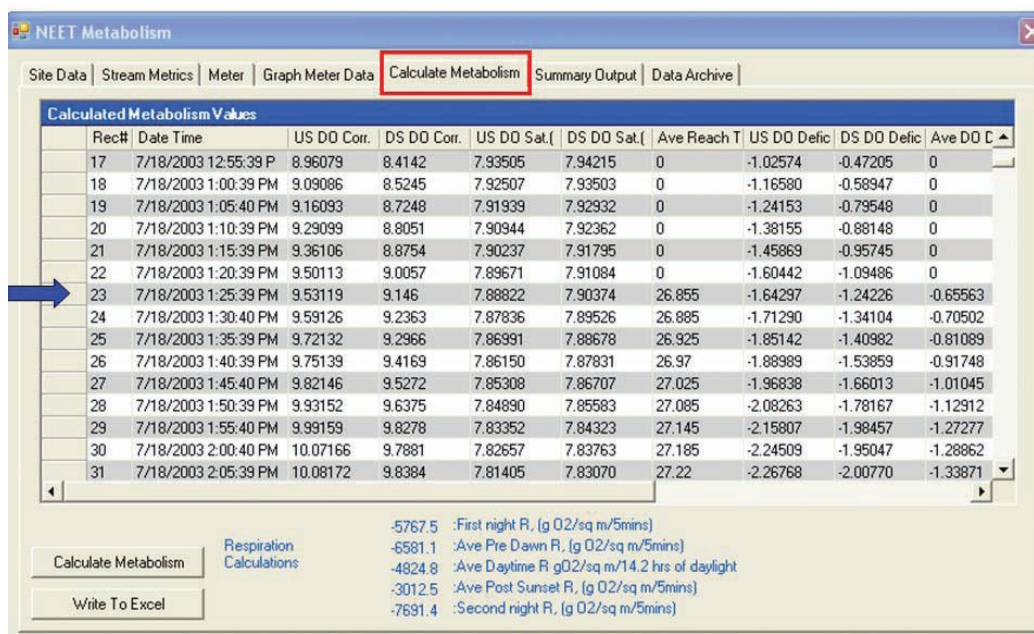 NEET Metabolism
Site Data Stream Metrics Meter Graph Meter Data Calculate Metabolism Summary Output Data Archive
Calculated Metabolism Values
Rec# Date Time US DO Corr. DS DO Corr. US DO Sat.( DS DO Sat.( Ave Reach T US DO Defic DS DO Defic Ave DO D
17 7/18/2003 12:55:39 P 8.96079 8.4142 7.93505 7.94215 0 -1.02574 -0.47205 0
18 7/18/2003 1:00:39 PM 9.09086 8.5245 7.92507 7.93503 0 -1.16580 -0.58947 0
19 7/18/2003 1:05:40 PM 9.16093 8.7248 7.91939 7.92932 0 -1.24153 -0.79548 0
20 7/18/2003 1:10:39 PM 9.29099 8.8051 7.90944 7.92362 0 -1.38155 -0.88148 0
21 7/18/2003 1:15:39 PM 9.36106 8.8754 7.90237 7.91795 0 -1.45869 -0.95745 0
22 7/18/2003 1:20:39 PM 9.50113 9.0057 7.89671 7.91084 0 -1.60442 -1.09486 0
23 7/18/2003 1:25:39 PM 9.53119 9.146 7.88822 7.90374 26.855 -1.64297 -1.24226 -0.65563
24 7/18/2003 1:30:40 PM 9.59126 9.2363 7.87836 7.89526 26.885 -1.71290 -1.34104 -0.70502
25 7/18/2003 1:35:39 PM 9.72132 9.2966 7.86991 7.88678 26.925 -1.85142 -1.40982 -0.81089
26 7/18/2003 1:40:39 PM 9.75139 9.4169 7.86150 7.87831 26.97 -1.88989 -1.53859 -0.91748
27 7/18/2003 1:45:40 PM 9.82146 9.5272 7.85308 7.86707 27.025 -1.96838 -1.66013 -1.01045
28 7/18/2003 1:50:39 PM 9.93152 9.6375 7.84890 7.85583 27.085 -2.08263 -1.78167 -1.12912
29 7/18/2003 1:55:40 PM 9.99159 9.8278 7.83352 7.84323 27.145 -2.15807 -1.98457 -1.27277
30 7/18/2003 2:00:40 PM 10.07166 9.7881 7.82657 7.83763 27.185 -2.24509 -1.95047 -1.28862
31 7/18/2003 2:05:39 PM 10.08172 9.8384 7.81405 7.83070 27.22 -2.26768 -2.00770 -1.33871
Calculate Metabolism
Write To Excel
Respiration
Calculations
-5767.5 :First night R, (g O2/sq m/5mins)
-6581.1 :Ave Pre Dawn R, (g O2/sq m/5mins)
-4824.8 :Ave Daytime R gO2/sq m/14.2 hrs of daylight
-3012.5 :Ave Post Sunset R, (g O2/sq m/5mins)
-7691.4 :Second night R, (g O2/sq m/5mins)